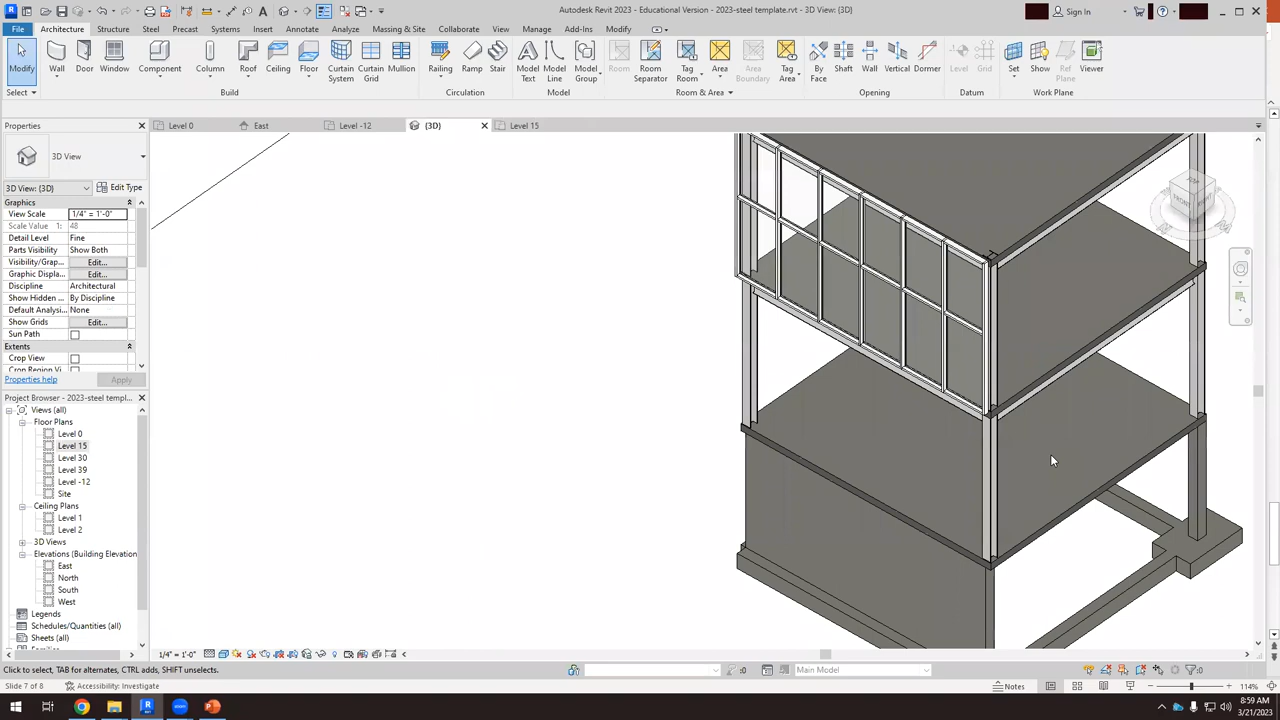 Autodesk Revit 2023 - Educational Version - 2023-steel template.rvt - 3D View: {3D}
Sign In
File Architecture Structure Steel Precast Systems Insert Annotate Analyze Massing & Site Collaborate View Manage Add-Ins Modify
Modify Wall Door Window Component Column Roof Ceiling Floor Curtain System Curtain Grid Mullion Railing Ramp Stair Model Text Model Line Model Group Room Room Separator Tag Room Area Area Boundary Tag Area By Face Shaft Wall Vertical Dormer Level Grid Set Show Ref Plane Viewer
Select Build Circulation Model Room & Area Opening Datum Work Plane
Properties
Level 0 East Level -12 (3D) Level 15
3D View
3D View: {3D} Edit Type
Graphics
View Scale 1/4" = 1'-0"
Scale Value 1: 48
Detail Level Fine
Parts Visibility Show Both
Visibility/Grap... Edit...
Graphic Displa... Edit...
Discipline Architectural
Show Hidden By Discipline
Default Analysi... None
Show Grids Edit...
Sun Path
Extents
Crop View
Crop Region Vi
Properties help Apply
Project Browser - 2023-steel templ...
Views (all)
Floor Plans
Level 0
Level 15
Level 30
Level 39
Level -12
Site
Ceiling Plans
Level 1
Level 2
3D Views
Elevations (Building Elevation
East
North
South
West
Legends
Schedules/Quantities (all)
Sheets (all)
FRONT
1/4" = 1'-0"
Click to select, TAB for alternates, CTRL adds, SHIFT unselects.
:0 Main Model :0
Slide 7 of 8 Accessibility: Investigate Notes 114%
8:59 AM
3/21/2023